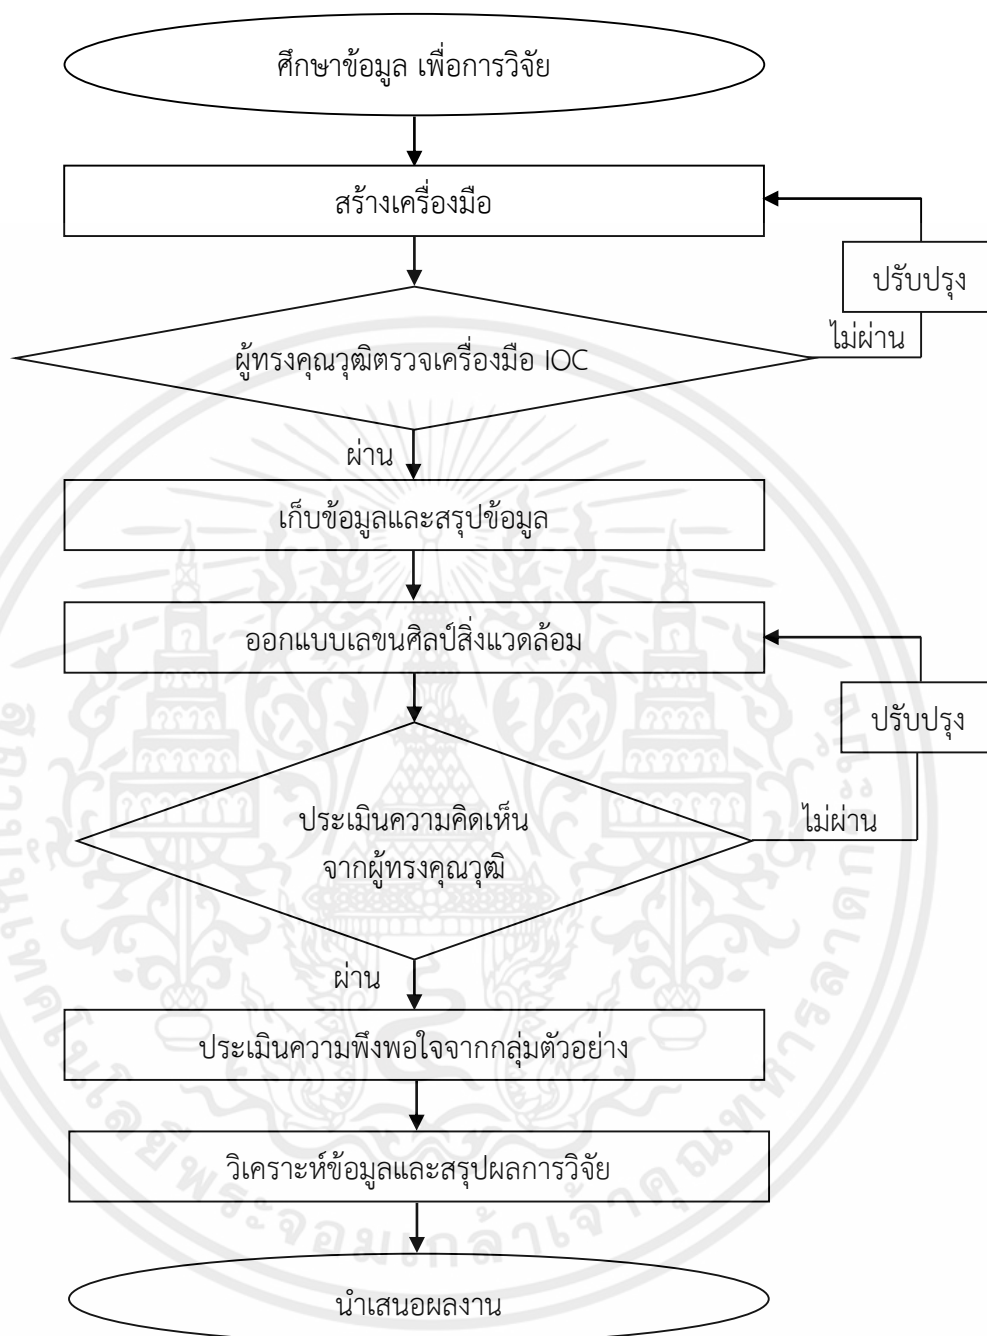 ศึกษาข้อมูล เพื่อการวิจัย
สร้างเครื่องมือ
ปรับปรุง
ไม่ผ่าน
ผู้ทรงคุณวุฒิตรวจเครื่องมือ IOC
ผ่าน
เก็บข้อมูลและสรุปข้อมูล
ออกแบบเลขนศิลป์สิ่งแวดล้อม
ปรับปรุง
ไม่ผ่าน
ประเมินความคิดเห็น
จากผู้ทรงคุณวุฒิ
ผ่าน
ประเมินความพึงพอใจจากกลุ่มตัวอย่าง
วิเคราะห์ข้อมูลและสรุปผลการวิจัย
นำเสนอผลงาน